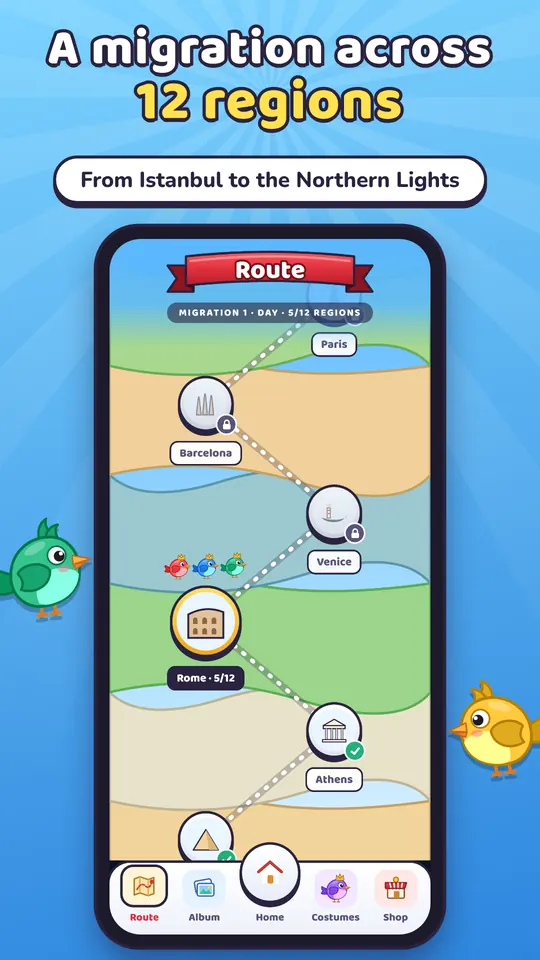 A migration across
12 regions
From Istanbul to the Northern Lights
Route
MIGRATION 1 · DAY · 5/12 REGIONS
Paris
Barcelona
Venice
Rome · 5/12
Athens
Route
Album
Home
Costumes
Shop